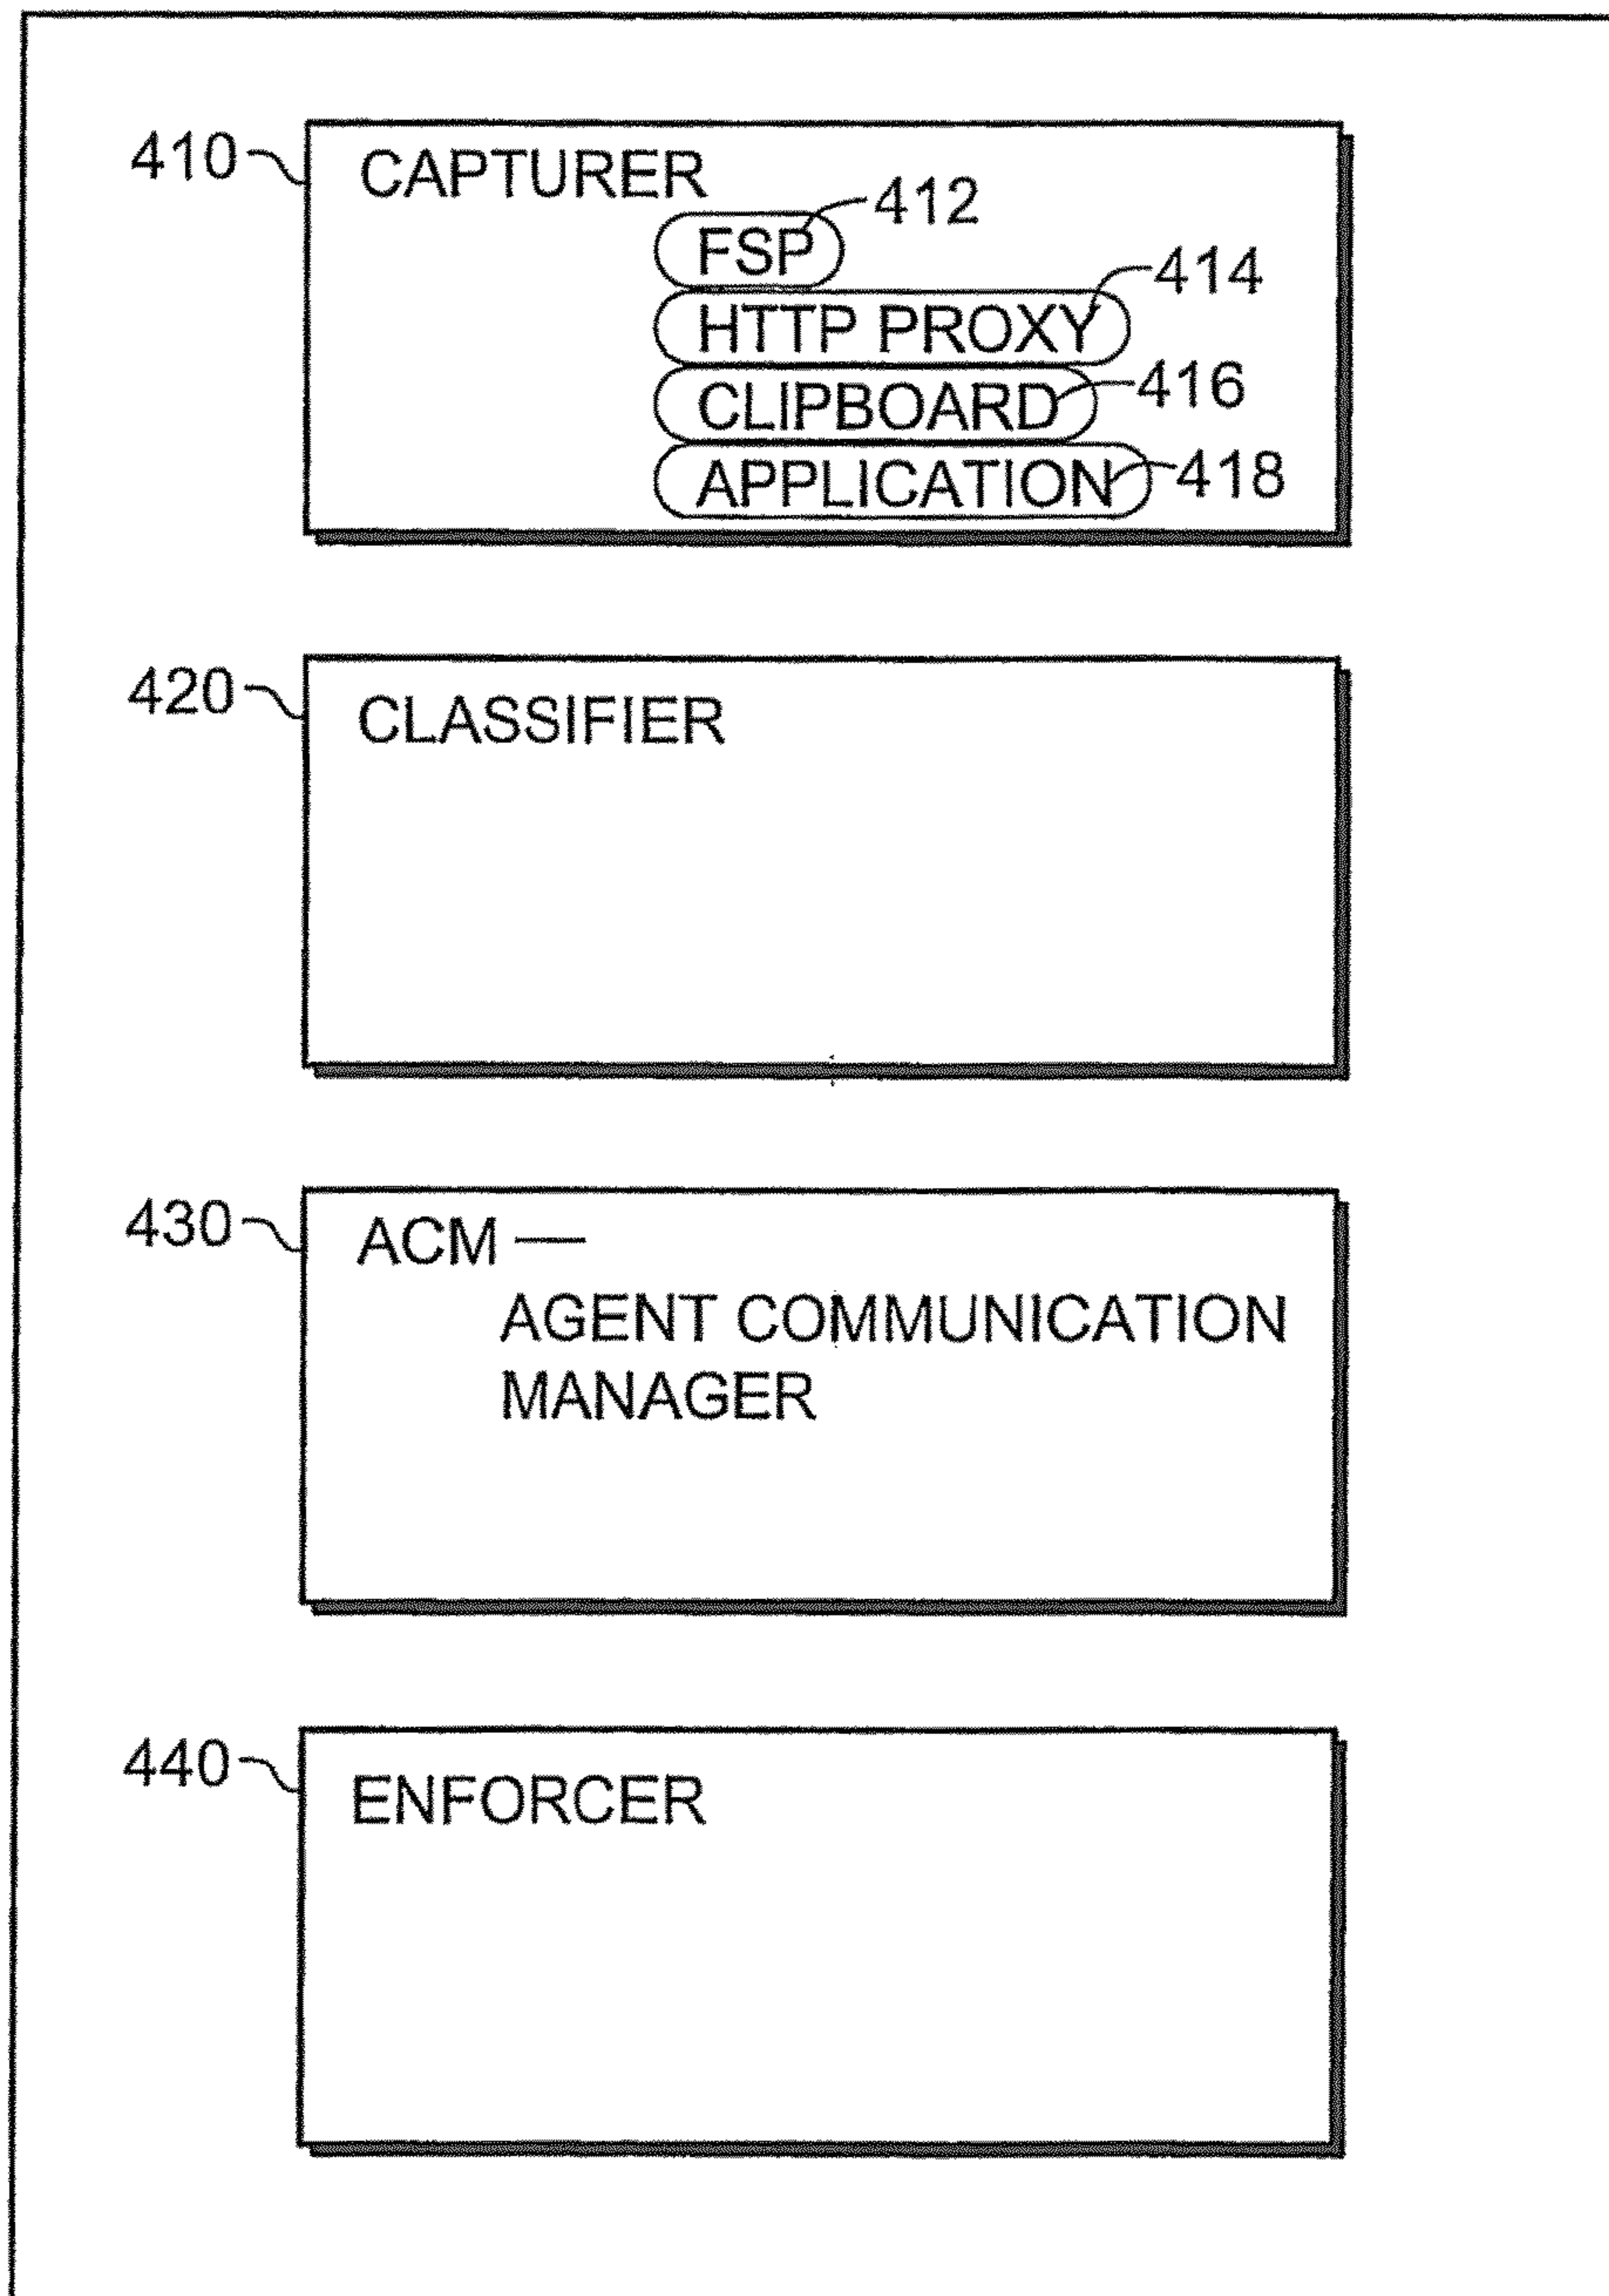 410
CAPTURER
412
FSP
414
HTTP PROXY
416
CLIPBOARD
418
APPLICATION
420
CLASSIFIER
430
ACM —
AGENT COMMUNICATION
MANAGER
440
ENFORCER